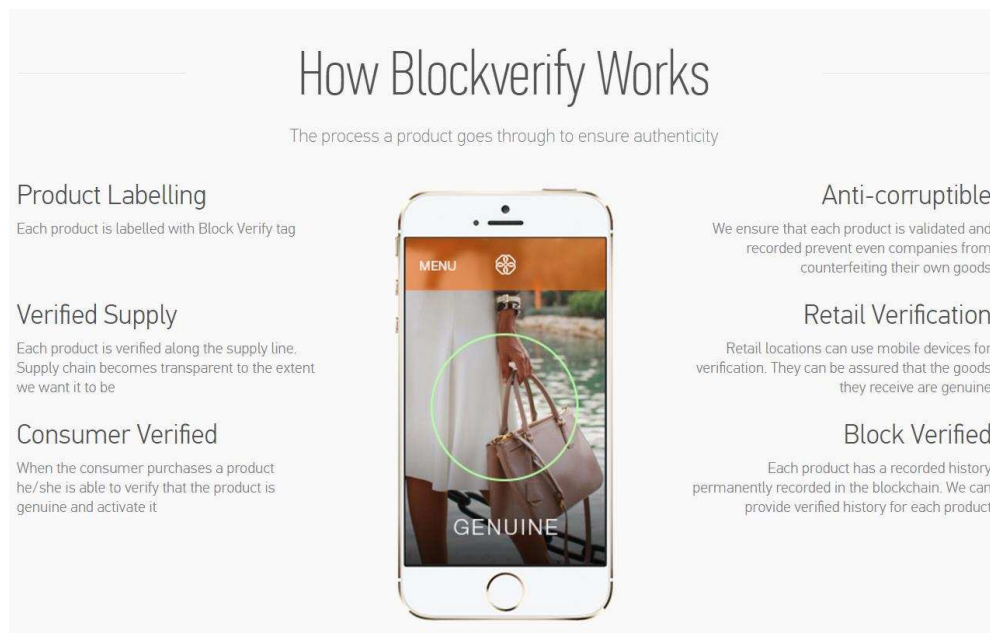 How Blockverify Works
The process a product goes through to ensure authenticity
Product Labelling
Each product is labelled with Block Verify tag
Verified Supply
Each product is verified along the supply line.
Supply chain becomes transparent to the extent
we want it to be
Consumer Verified
When the consumer purchases a product
he/she is able to verify that the product is
genuine and activate it
MENU
GENUINE
Anti-corruptible
We ensure that each product is validated and
recorded prevent even companies from
counterfeiting their own goods
Retail Verification
Retail locations can use mobile devices for
verification. They can be assured that the goods
they receive are genuine
Block Verified
Each product has a recorded history
permanently recorded in the blockchain. We can
provide verified history for each product